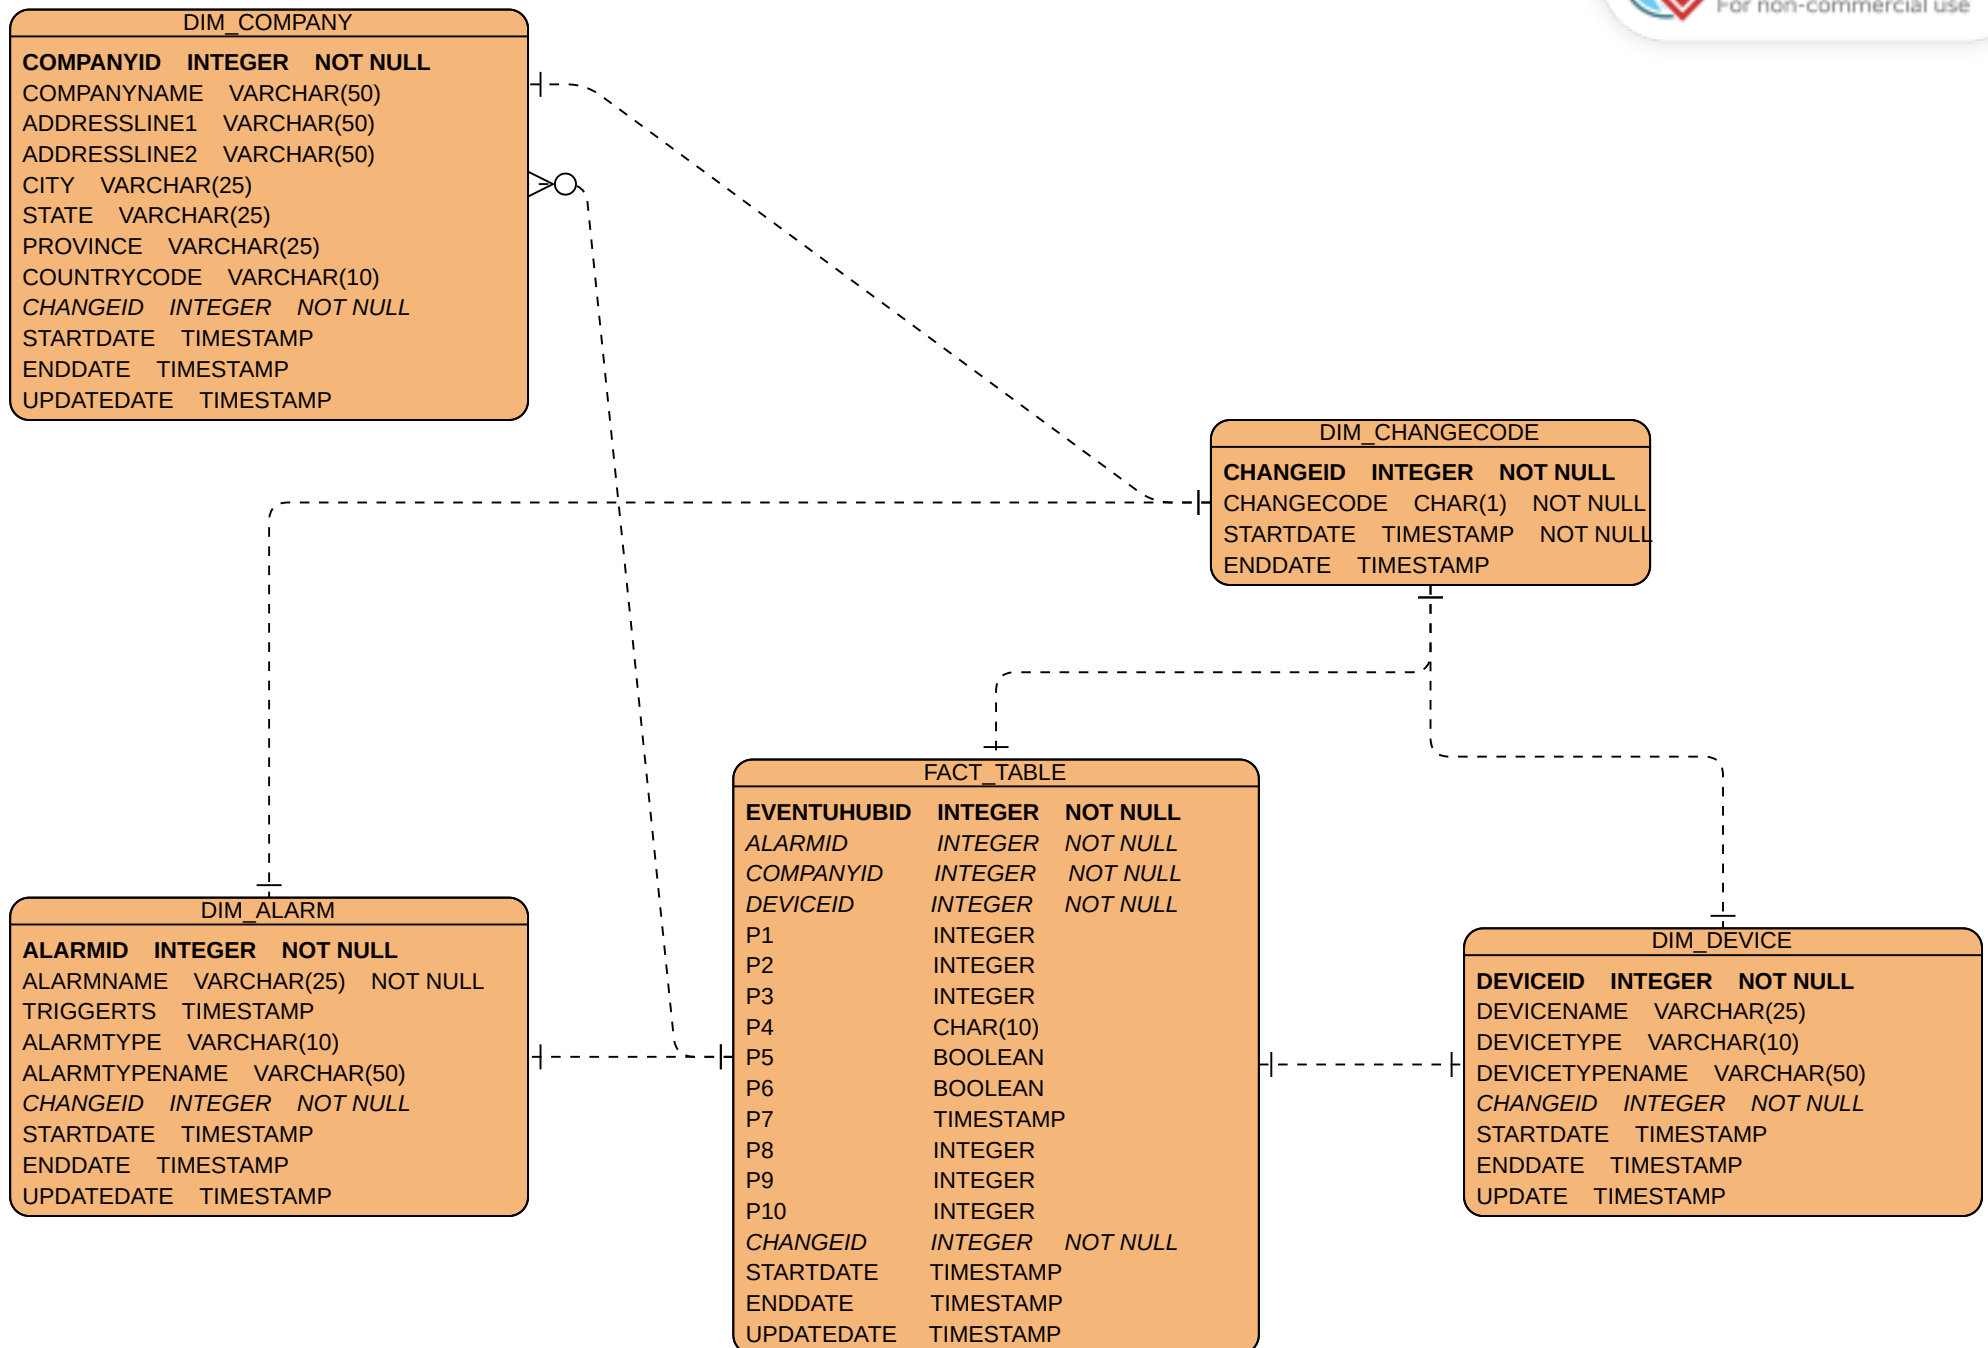 For non-commercial use
DIM_COMPANY
COMPANYID INTEGER NOT NULL
COMPANYNAME VARCHAR(50)
ADDRESSLINE1 VARCHAR(50)
ADDRESSLINE2 VARCHAR(50)
CITY VARCHAR(25)
STATE VARCHAR(25)
PROVINCE VARCHAR(25)
COUNTRYCODE VARCHAR(10)
CHANGEID INTEGER NOT NULL
STARTDATE TIMESTAMP
ENDDATE TIMESTAMP
UPDATEDATE TIMESTAMP
DIM_CHANGECODE
CHANGEID INTEGER NOT NULL
CHANGECODE CHAR(1) NOT NULL
STARTDATE TIMESTAMP NOT NULL
ENDDATE TIMESTAMP
DIM_ALARM
ALARMID INTEGER NOT NULL
ALARMNAME VARCHAR(25) NOT NULL
TRIGGERTS TIMESTAMP
ALARMTYPE VARCHAR(10)
ALARMTYPENAME VARCHAR(50)
CHANGEID INTEGER NOT NULL
STARTDATE TIMESTAMP
ENDDATE TIMESTAMP
UPDATEDATE TIMESTAMP
FACT_TABLE
EVENTUHUBID INTEGER NOT NULL
ALARMID INTEGER NOT NULL
COMPANYID INTEGER NOT NULL
DEVICEID INTEGER NOT NULL
P1 INTEGER
P2 INTEGER
P3 INTEGER
P4 CHAR(10)
P5 BOOLEAN
P6 BOOLEAN
P7 TIMESTAMP
P8 INTEGER
P9 INTEGER
P10 INTEGER
CHANGEID INTEGER NOT NULL
STARTDATE TIMESTAMP
ENDDATE TIMESTAMP
UPDATEDATE TIMESTAMP
DIM_DEVICE
DEVICEID INTEGER NOT NULL
DEVICENAME VARCHAR(25)
DEVICETYPE VARCHAR(10)
DEVICETYPENAME VARCHAR(50)
CHANGEID INTEGER NOT NULL
STARTDATE TIMESTAMP
ENDDATE TIMESTAMP
UPDATE TIMESTAMP